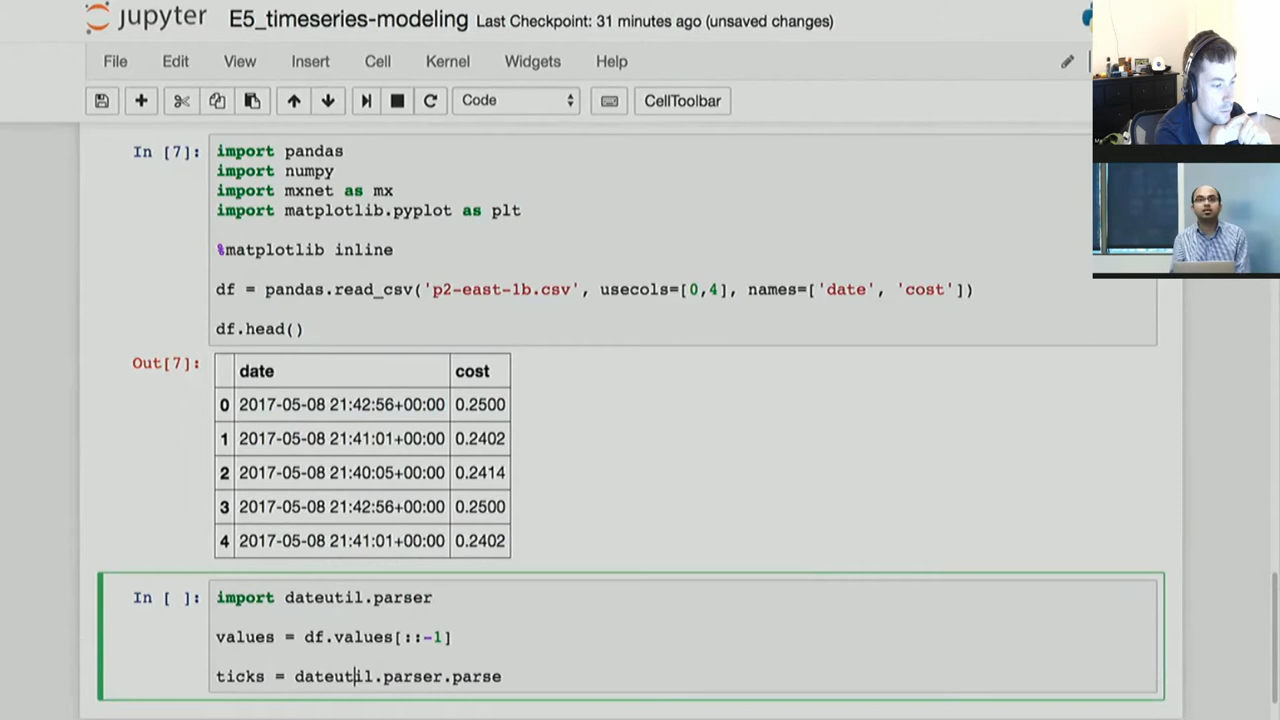 jupyter E5_timeseries-modeling Last Checkpoint: 31 minutes ago (unsaved changes)
File Edit View Insert Cell Kernel Widgets Help
Code CellToolbar
In [7]: import pandas
import numpy
import mxnet as mx
import matplotlib.pyplot as plt
%matplotlib inline
df = pandas.read_csv('p2-east-1b.csv', usecols=[0,4], names=['date', 'cost'])
df.head()
Out[7]:
date cost
0 2017-05-08 21:42:56+00:00 0.2500
1 2017-05-08 21:41:01+00:00 0.2402
2 2017-05-08 21:40:05+00:00 0.2414
3 2017-05-08 21:42:56+00:00 0.2500
4 2017-05-08 21:41:01+00:00 0.2402
In [ ]: import dateutil.parser
values = df.values[::-1]
ticks = dateutil.parser.parse